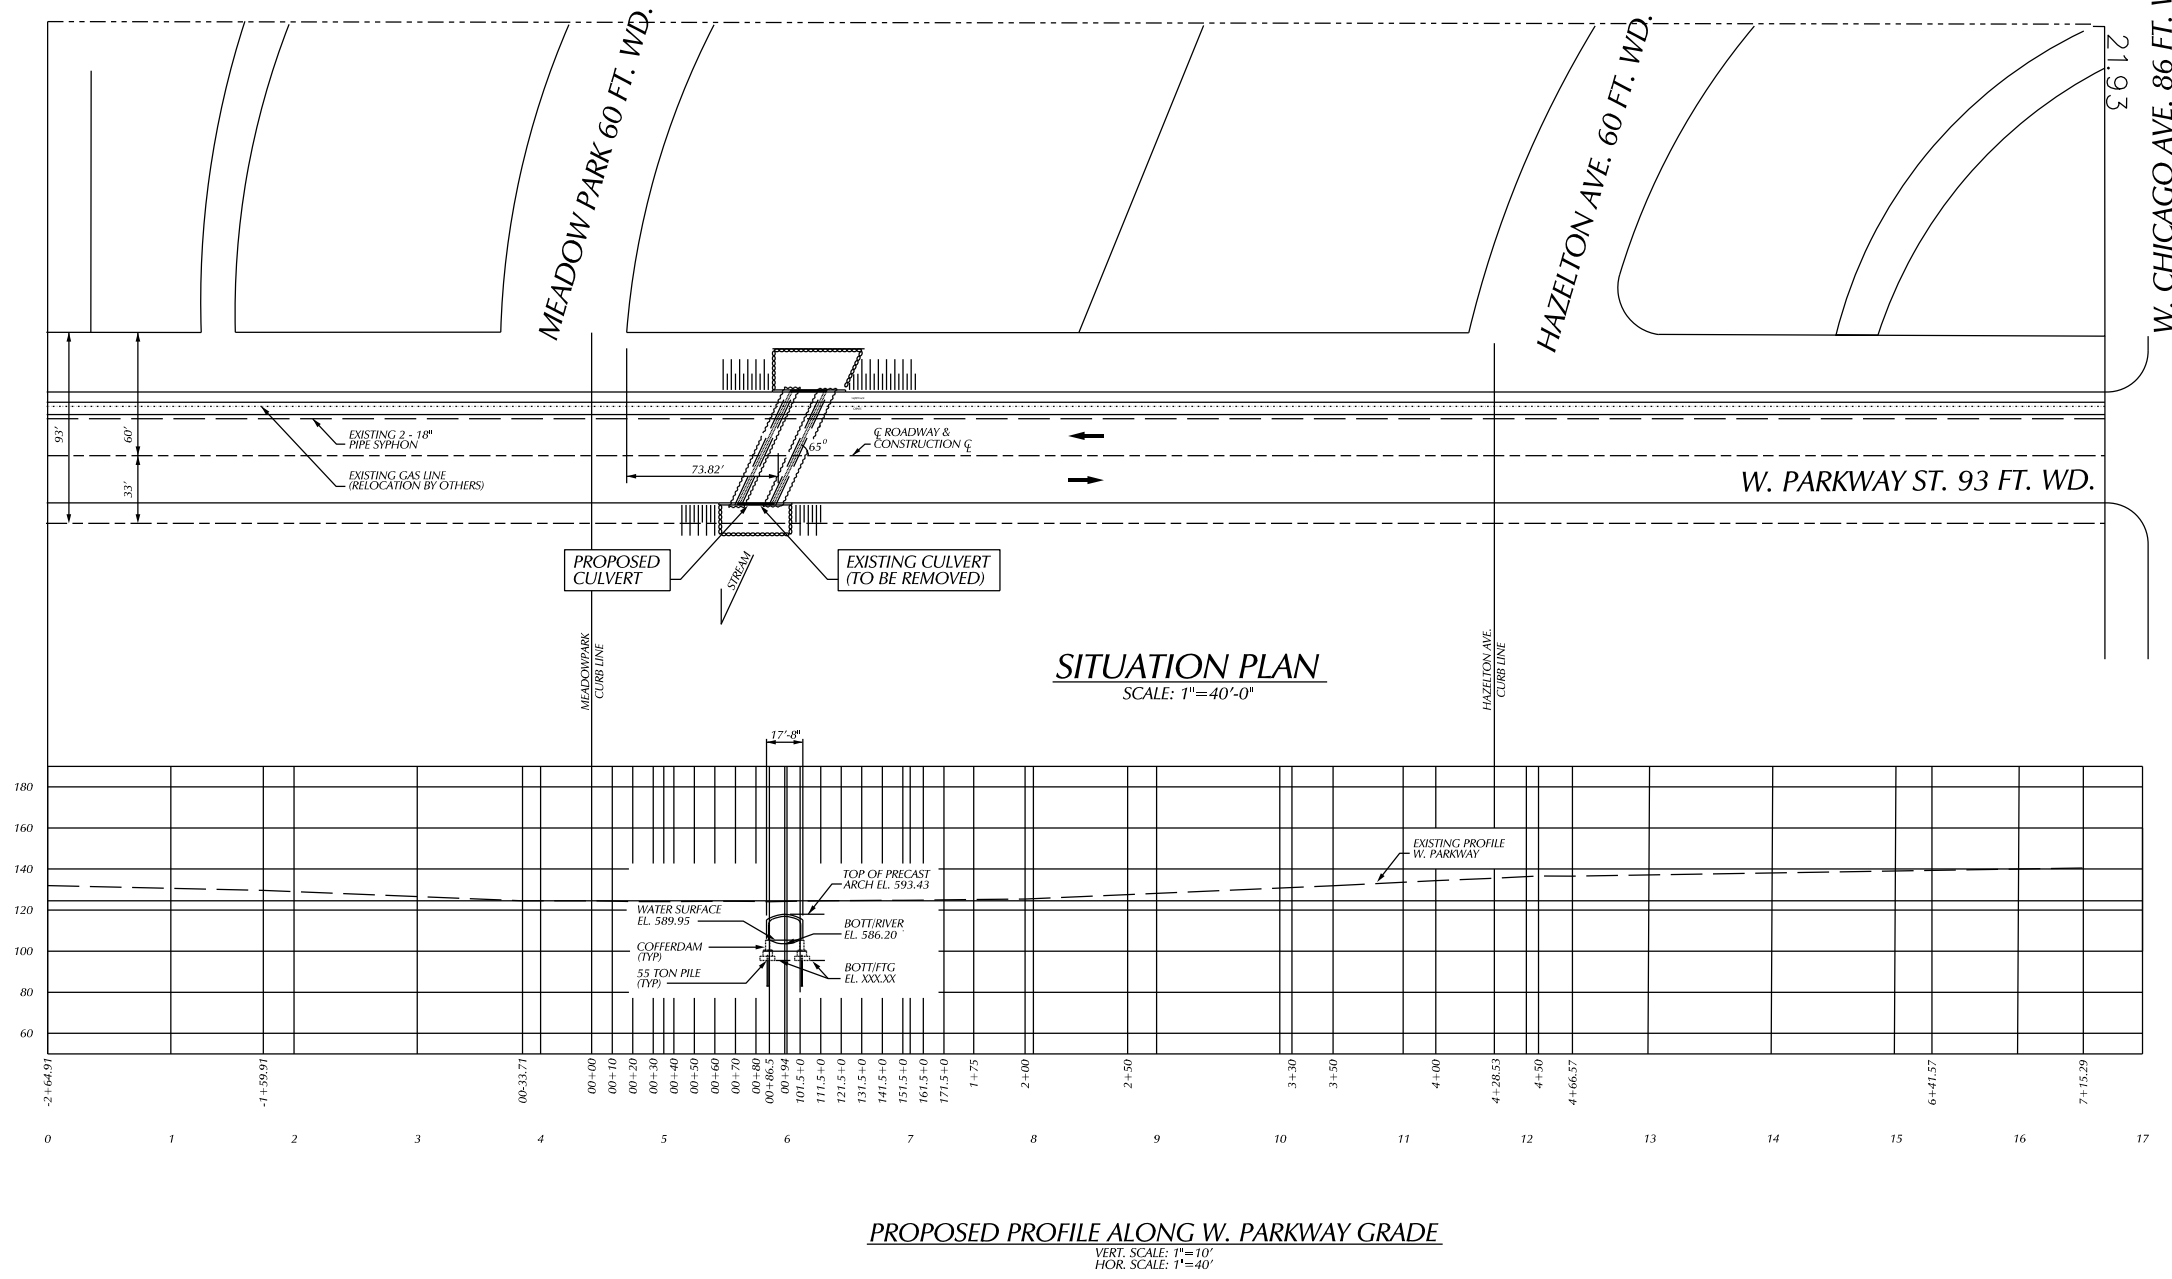 MEADOW PARK 60 FT. WD.
HAZELTON AVE. 60 FT. WD.
21.93
W. CHICAGO AVE. 86 FT.
93'
60'
33'
EXISTING 2 - 18"
PIPE SYPHON
EXISTING GAS LINE
(RELOCATION BY OTHERS)
73.82'
65°
℄ ROADWAY &
CONSTRUCTION ℄
W. PARKWAY ST. 93 FT. WD.
PROPOSED
CULVERT
STREAM
EXISTING CULVERT
(TO BE REMOVED)
MEADOWPARK
CURB LINE
HAZELTON AVE.
CURB LINE
SITUATION PLAN
SCALE: 1"=40'-0"
17'-8"
180
160
140
120
100
80
60
EXISTING PROFILE
W. PARKWAY
TOP OF PRECAST
ARCH EL. 593.43
WATER SURFACE
EL. 589.95
BOTT/RIVER
EL. 586.20
COFFERDAM
(TYP)
55 TON PILE
(TYP)
BOTT/FTG
EL. XXX.XX
-2+64.91
-1+59.91
00-33.71
00+00
00+10
00+20
00+30
00+40
00+50
00+60
00+70
00+80
00+86.5
00+94
101.5+0
111.5+0
121.5+0
131.5+0
141.5+0
151.5+0
161.5+0
171.5+0
1+75
2+00
2+50
3+30
3+50
4+00
4+28.53
4+50
4+66.57
6+41.57
7+15.29
0 1 2 3 4 5 6 7 8 9 10 11 12 13 14 15 16 17
PROPOSED PROFILE ALONG W. PARKWAY GRADE
VERT. SCALE: 1"=10'
HOR. SCALE: 1"=40'